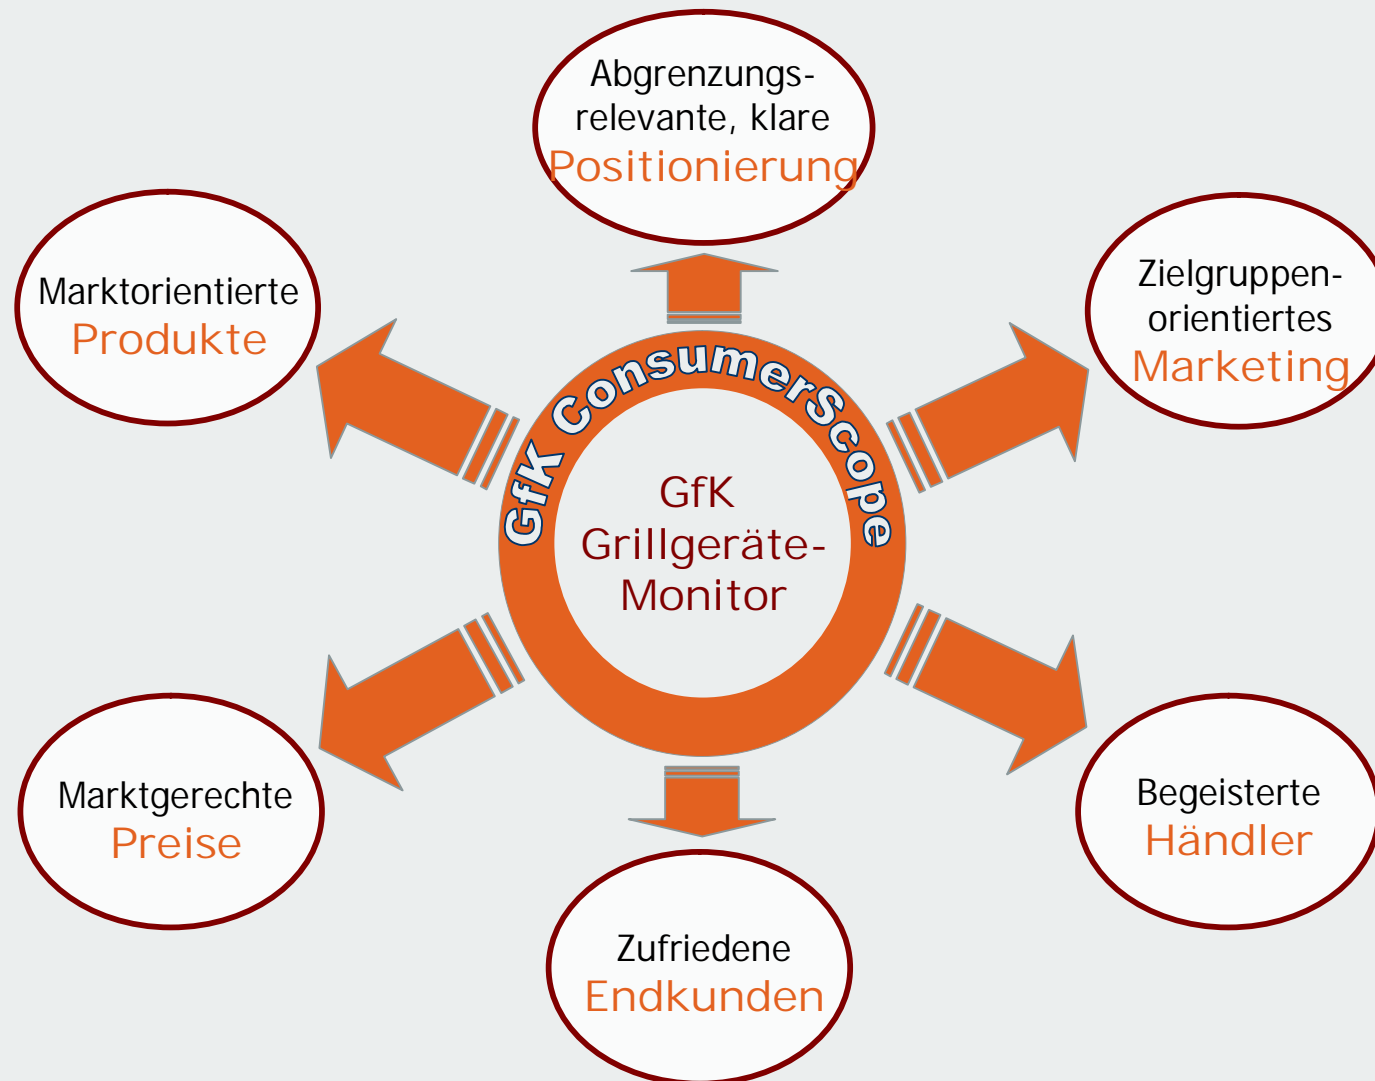 Abgrenzungs-
relevante, klare
Positionierung
Marktorientierte
Produkte
Zielgruppen-
orientiertes
Marketing
GfK ConsumerScope
GfK
Grillgeräte-
Monitor
Marktgerechte
Preise
Begeisterte
Händler
Zufriedene
Endkunden